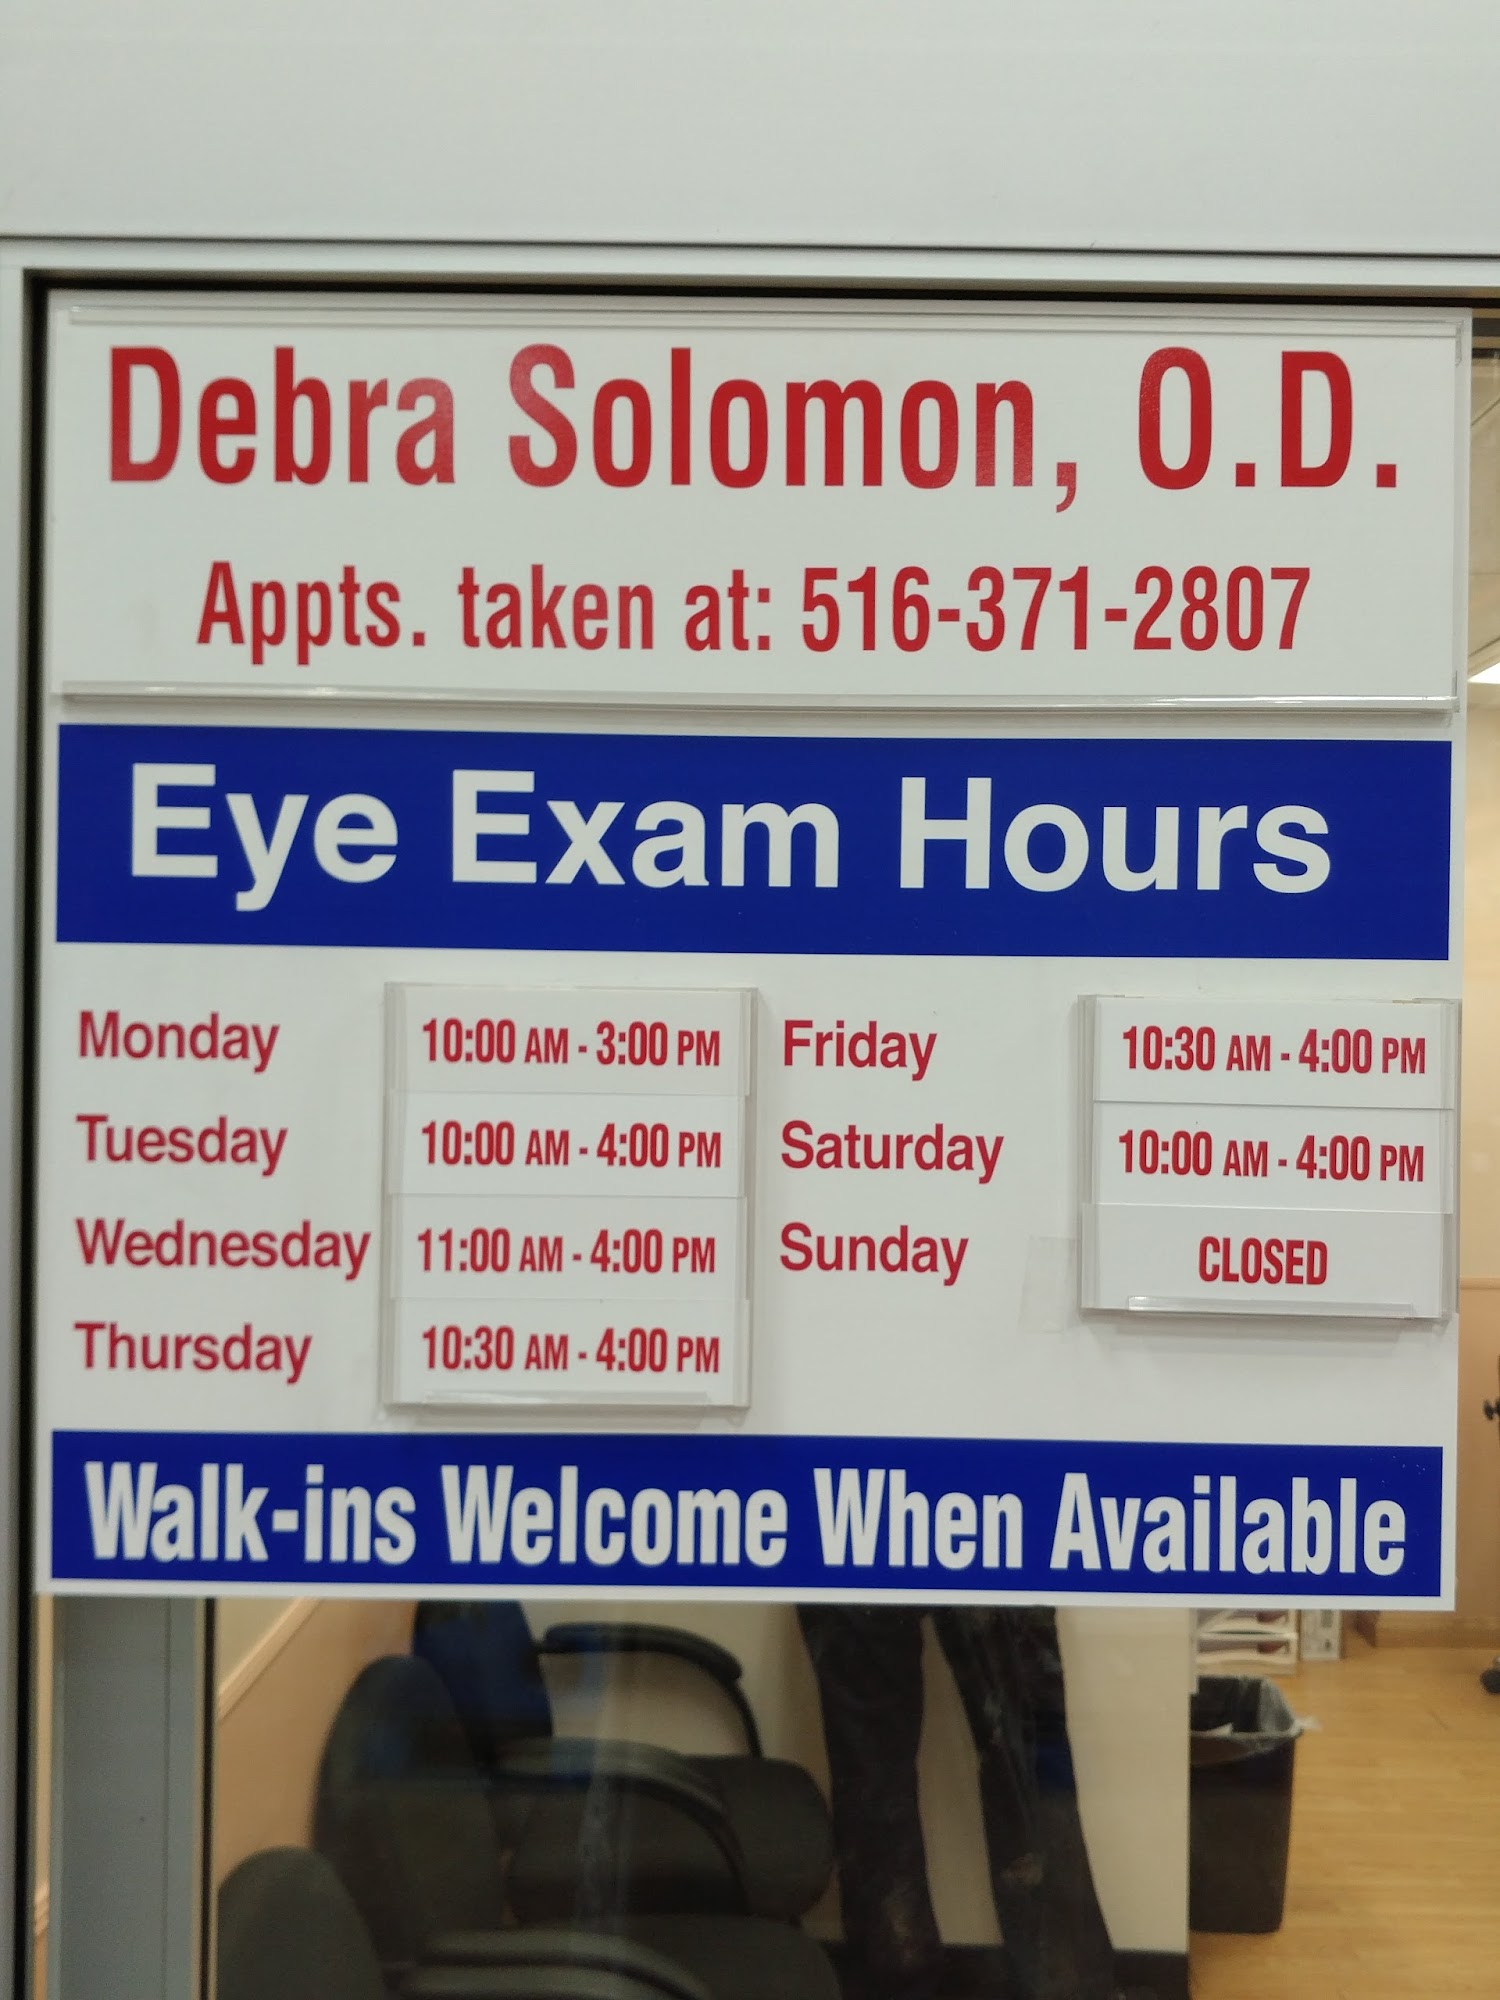 Debra Solomon, O.D.
Appts. taken at: 516-371-2807
Eye Exam Hours
Monday 10:00 AM - 3:00 PM
Tuesday 10:00 AM - 4:00 PM
Wednesday 11:00 AM - 4:00 PM
Thursday 10:30 AM - 4:00 PM
Friday 10:30 AM - 4:00 PM
Saturday 10:00 AM - 4:00 PM
Sunday CLOSED
Walk-ins Welcome When Available